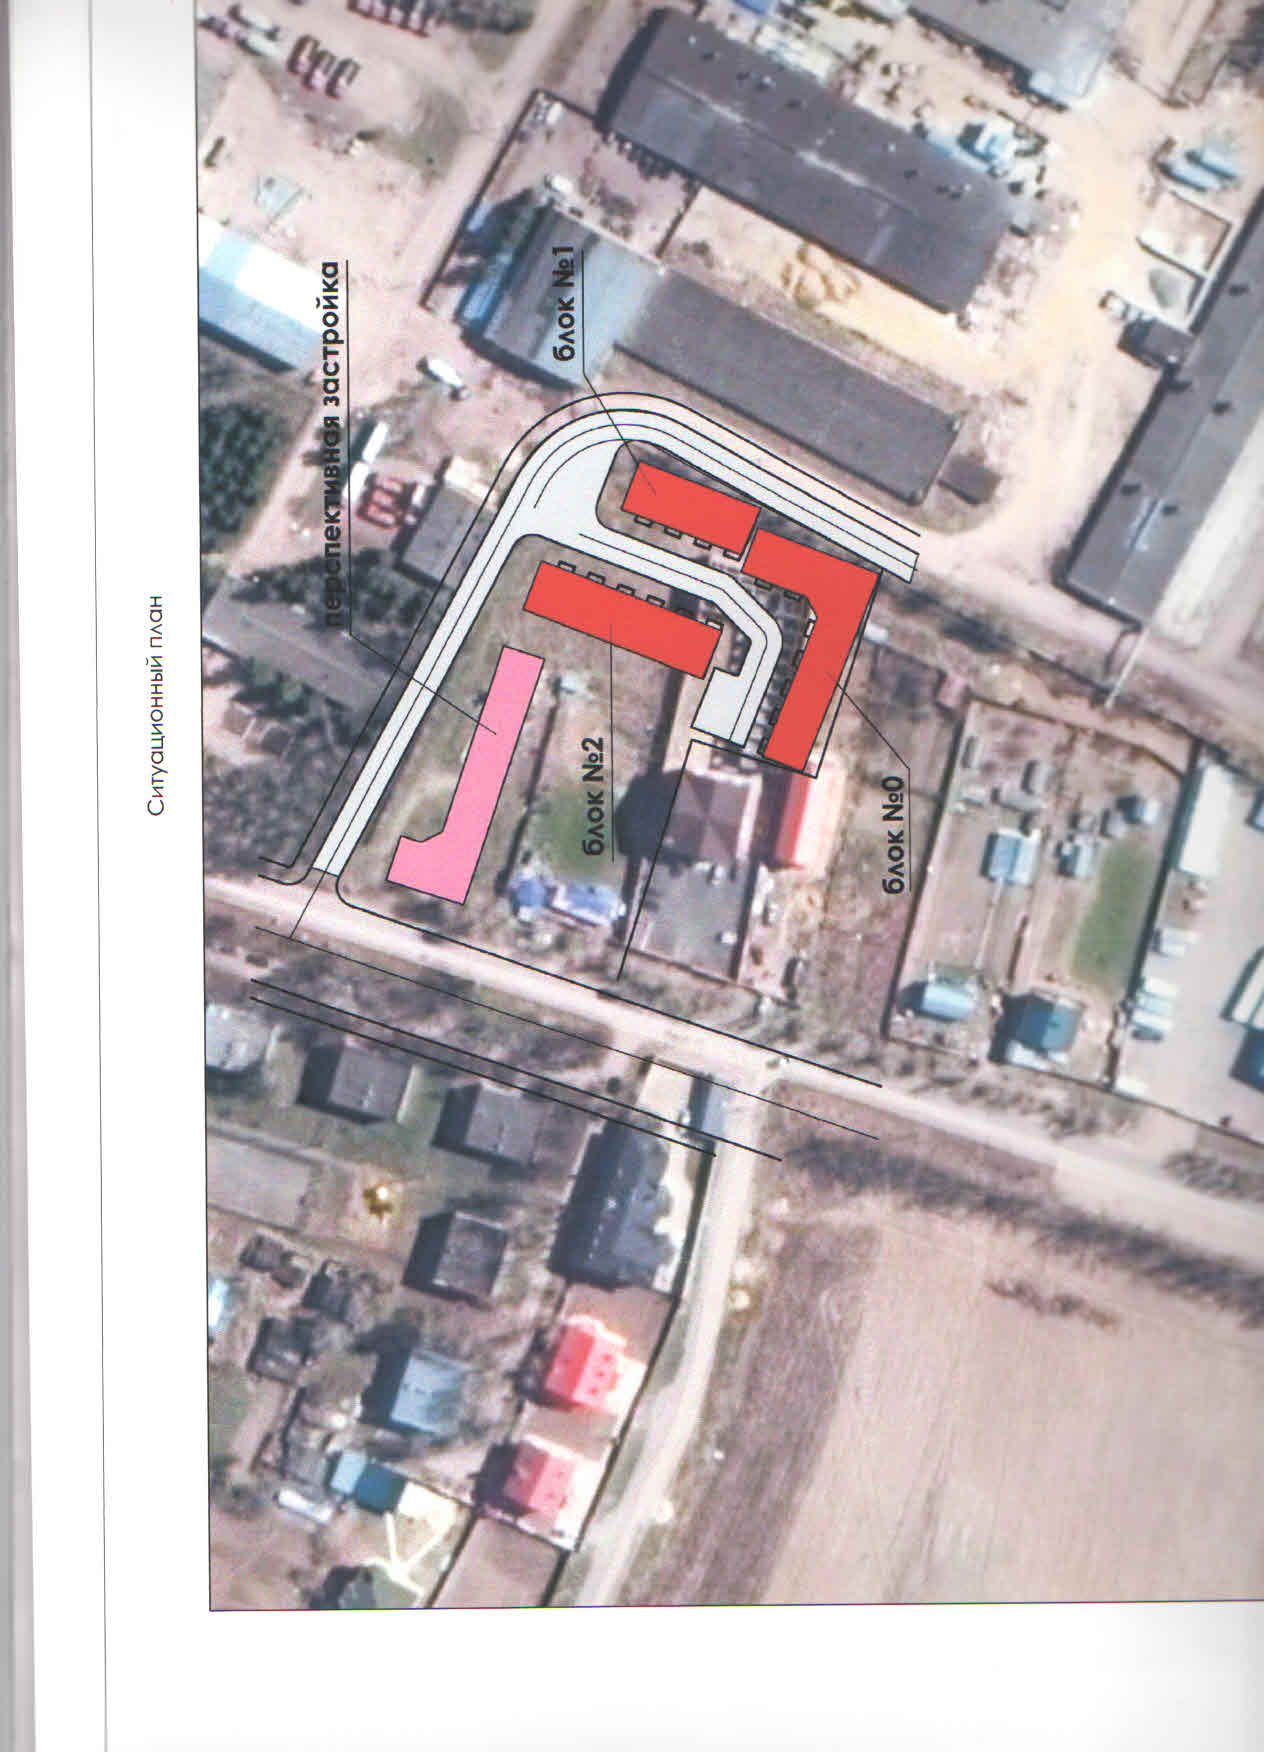 Ситуационный план
перспективная застройка
блок №1
блок №2
блок №0